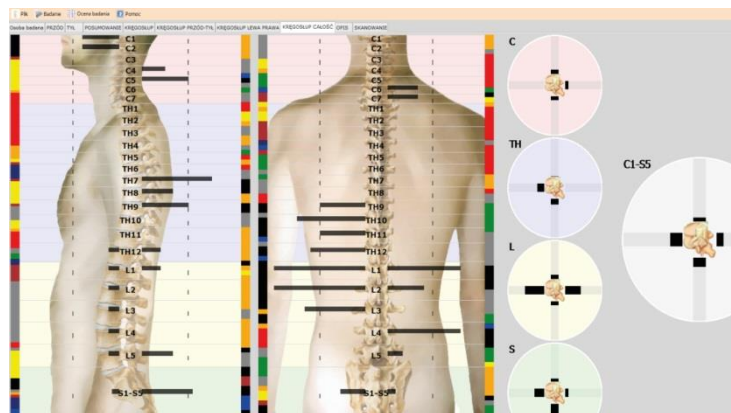 Plik Badanie Ocena badania Pomoc
Osoba badana PRZÓD TYŁ POSUMOWANIE KRĘGOSŁUP KRĘGOSŁUP PRZÓD-TYŁ KRĘGOSŁUP LEWA PRAWA KRĘGOSŁUP CAŁOŚĆ OPIS SKANOWANIE
C1
C2
C3
C4
C5
C6
C7
TH1
TH2
TH3
TH4
TH5
TH6
TH7
TH8
TH9
TH10
TH11
TH12
L1
L2
L3
L4
L5
S1-S5
C1
C2
C3
C4
C5
C6
C7
TH1
TH2
TH3
TH4
TH5
TH6
TH7
TH8
TH9
TH10
TH11
TH12
L1
L2
L3
L4
L5
S1-S5
C
TH
L
S
C1-S5